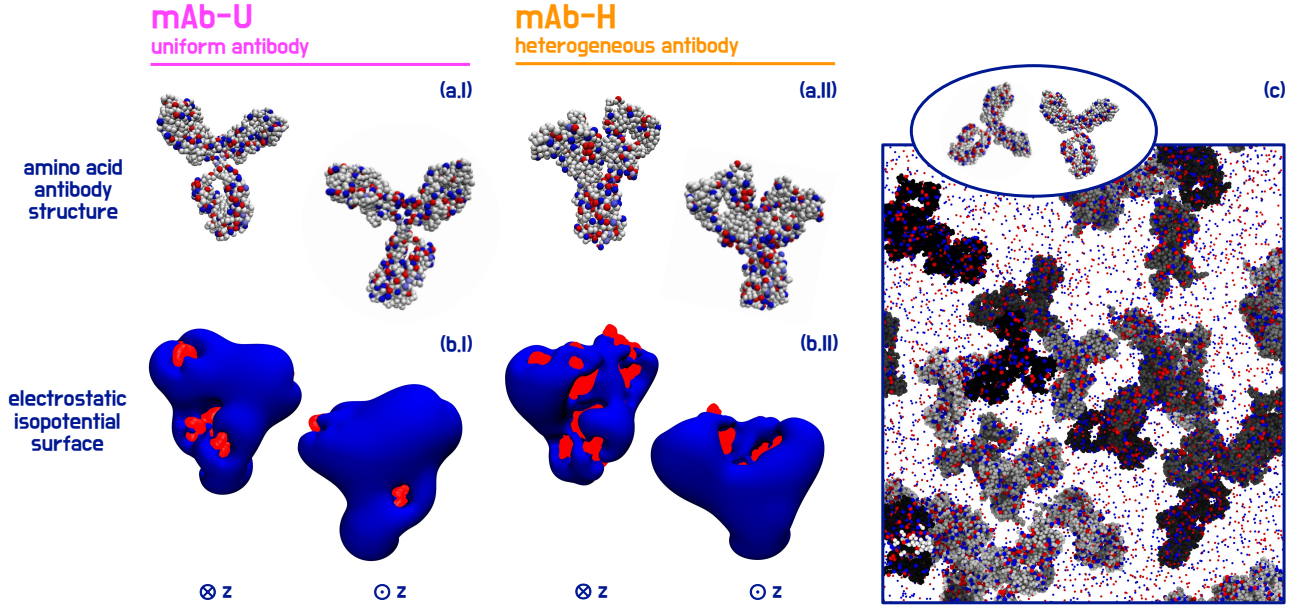 mAb-U
uniform antibody
mAb-H
heterogeneous antibody
(a.I)
(a.II)
(c)
amino acid
antibody
structure
(b.I)
(b.II)
electrostatic
isopotential
surface
⊗ z
⊙ z
⊗ z
⊙ z